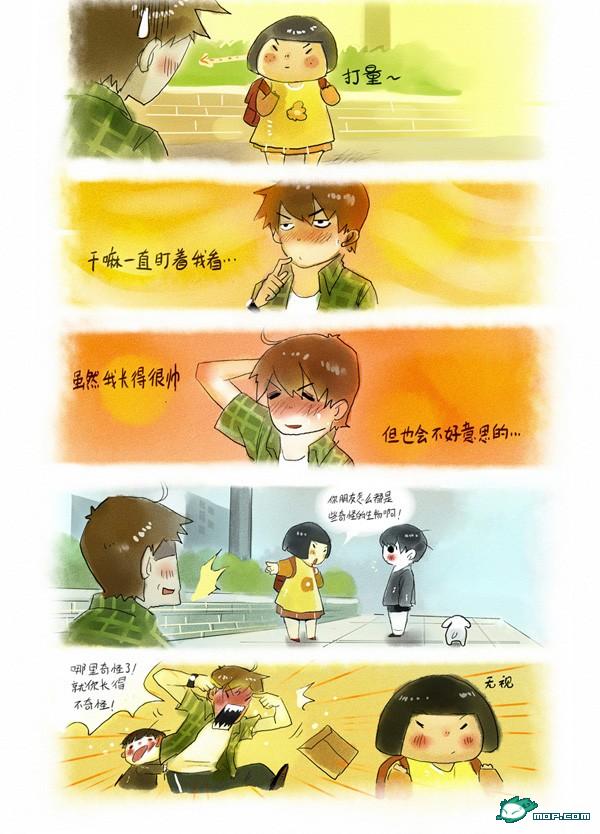 打量~
干嘛一直盯着我看…
虽然我长得很帅
但也会不好意思的…
你朋友怎么都是
些奇怪的生物啊!
哪里奇怪了!
就你长得
不奇怪!
无视
MOP.COM